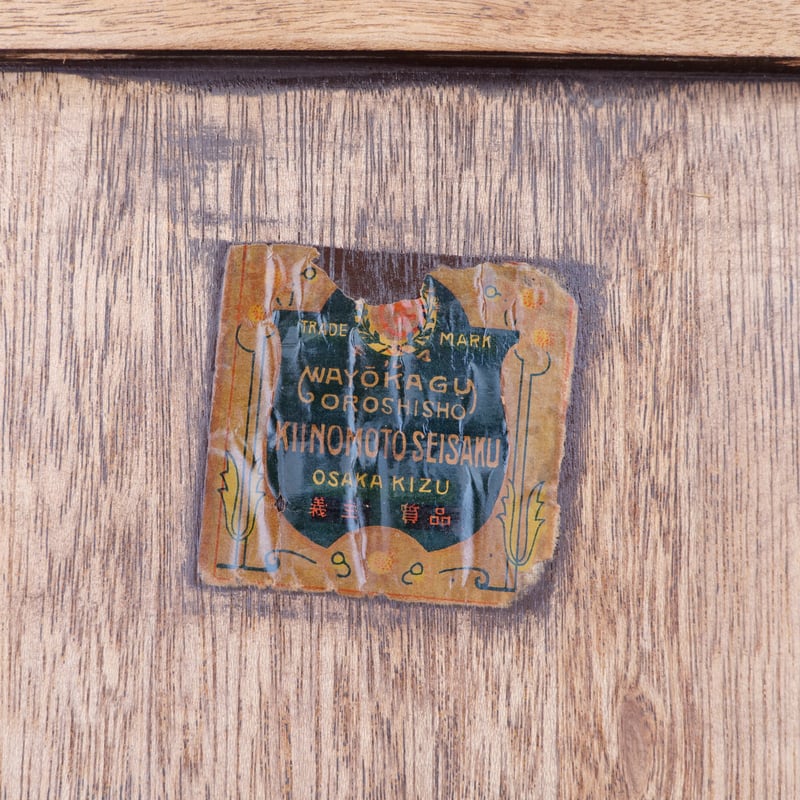 TRADE MARK
WAYŌKAGU
OROSHISHO
KIINOMOTO SEISAKU
OSAKA KIZU
品質 主義